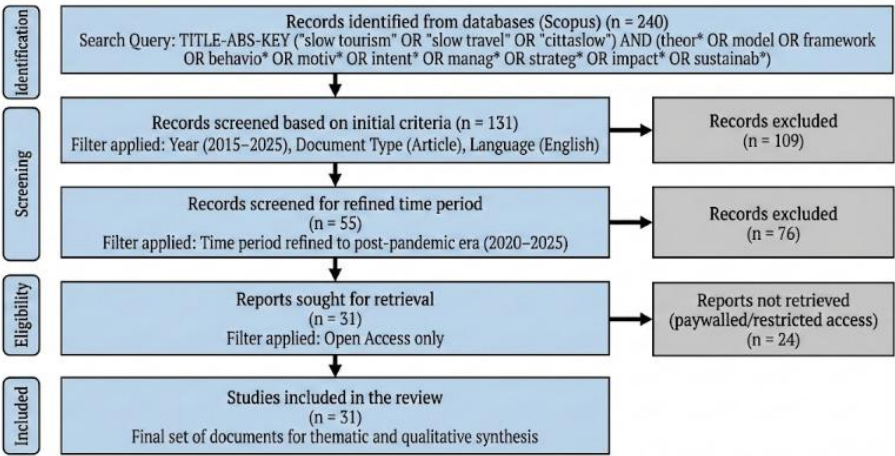 Identification
Records identified from databases (Scopus) (n = 240)
Search Query: TITLE-ABS-KEY ("slow tourism" OR "slow travel" OR "cittaslow") AND (theor* OR model OR framework
OR behavio* OR motiv* OR intent* OR manag* OR strateg* OR impact* OR sustainab*)
Screening
Records screened based on initial criteria (n = 131)
Filter applied: Year (2015–2025), Document Type (Article), Language (English)
Records excluded
(n = 109)
Records screened for refined time period
(n = 55)
Filter applied: Time period refined to post-pandemic era (2020–2025)
Records excluded
(n = 76)
Eligibility
Reports sought for retrieval
(n = 31)
Filter applied: Open Access only
Reports not retrieved
(paywalled/restricted access)
(n = 24)
Included
Studies included in the review
(n = 31)
Final set of documents for thematic and qualitative synthesis